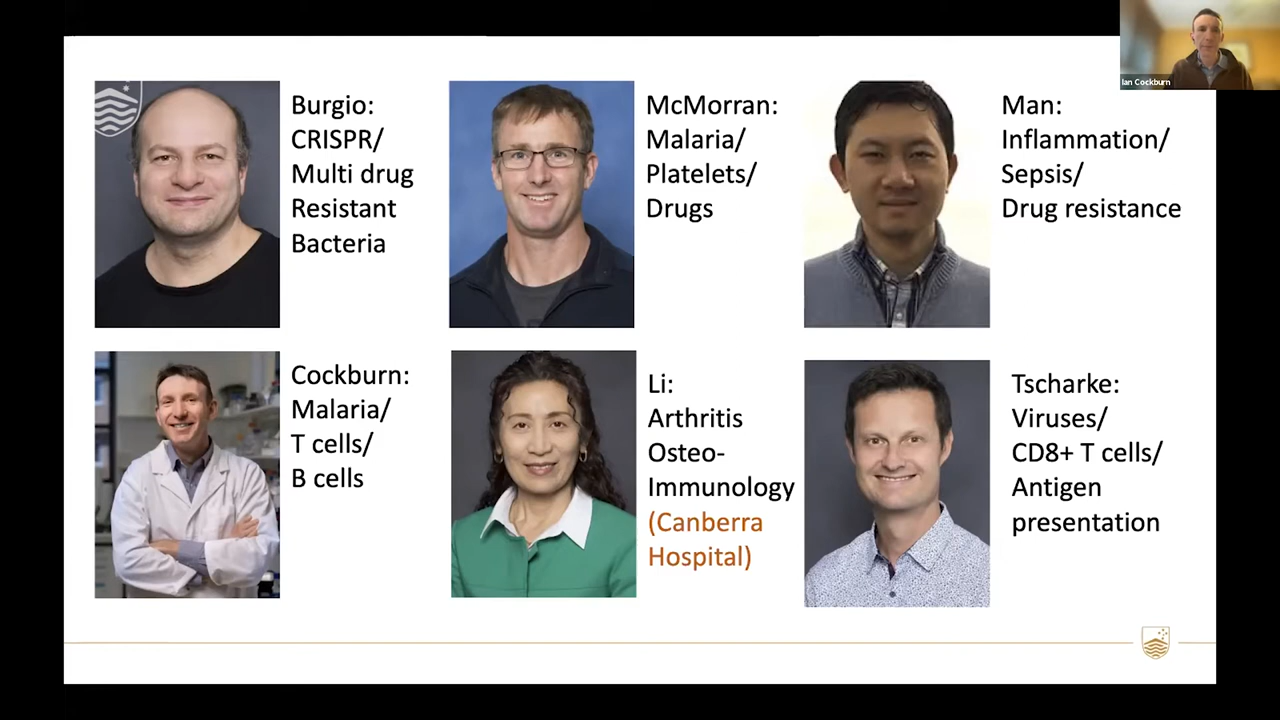 Ian Cockburn
Burgio:
CRISPR/
Multi drug
Resistant
Bacteria
McMorran:
Malaria/
Platelets/
Drugs
Man:
Inflammation/
Sepsis/
Drug resistance
Cockburn:
Malaria/
T cells/
B cells
Li:
Arthritis
Osteo-
Immunology
(Canberra
Hospital)
Tscharke:
Viruses/
CD8+ T cells/
Antigen
presentation